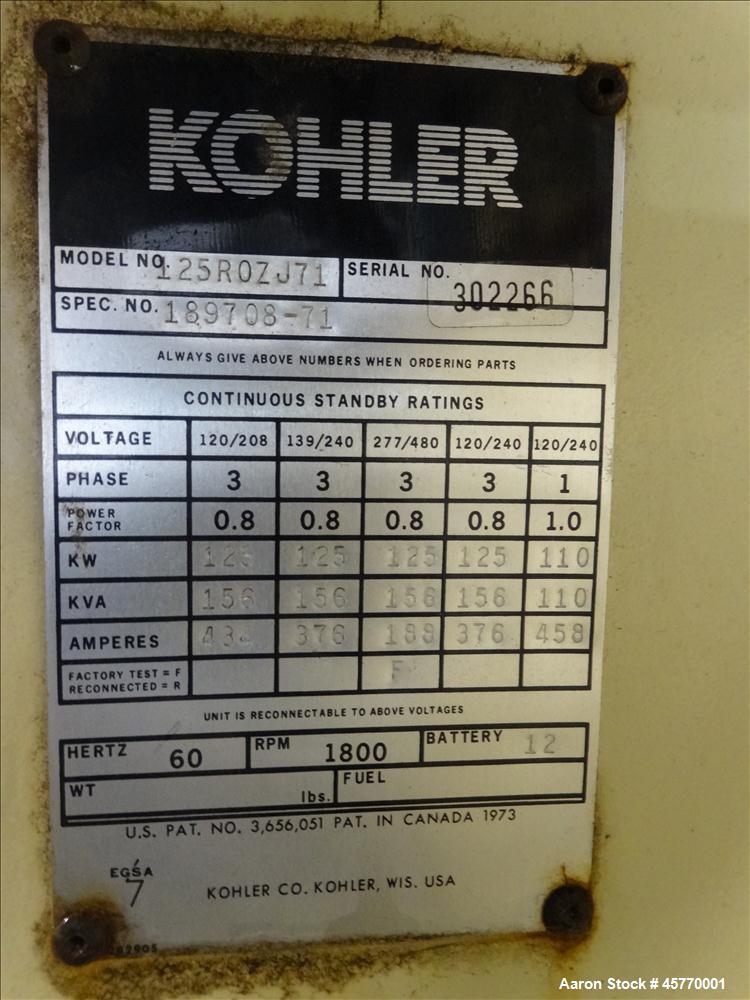 KOHLER
MODEL NO. 125ROZJ71 SERIAL NO. 302266
SPEC. NO. 189708-71
ALWAYS GIVE ABOVE NUMBERS WHEN ORDERING PARTS
CONTINUOUS STANDBY RATINGS
VOLTAGE 120/208 139/240 277/480 120/240 120/240
PHASE 3 3 3 3 1
POWER FACTOR 0.8 0.8 0.8 0.8 1.0
KW 125 125 125 125 110
KVA 156 156 156 156 110
AMPERES 376 188 376 458
FACTORY TEST = F
RECONNECTED = R F
UNIT IS RECONNECTABLE TO ABOVE VOLTAGES
HERTZ 60 RPM 1800 BATTERY 12
WT lbs. FUEL
U.S. PAT. NO. 3,656,051 PAT. IN CANADA 1973
EGSA
7
KOHLER CO. KOHLER, WIS. USA
Aaron Stock # 45770001